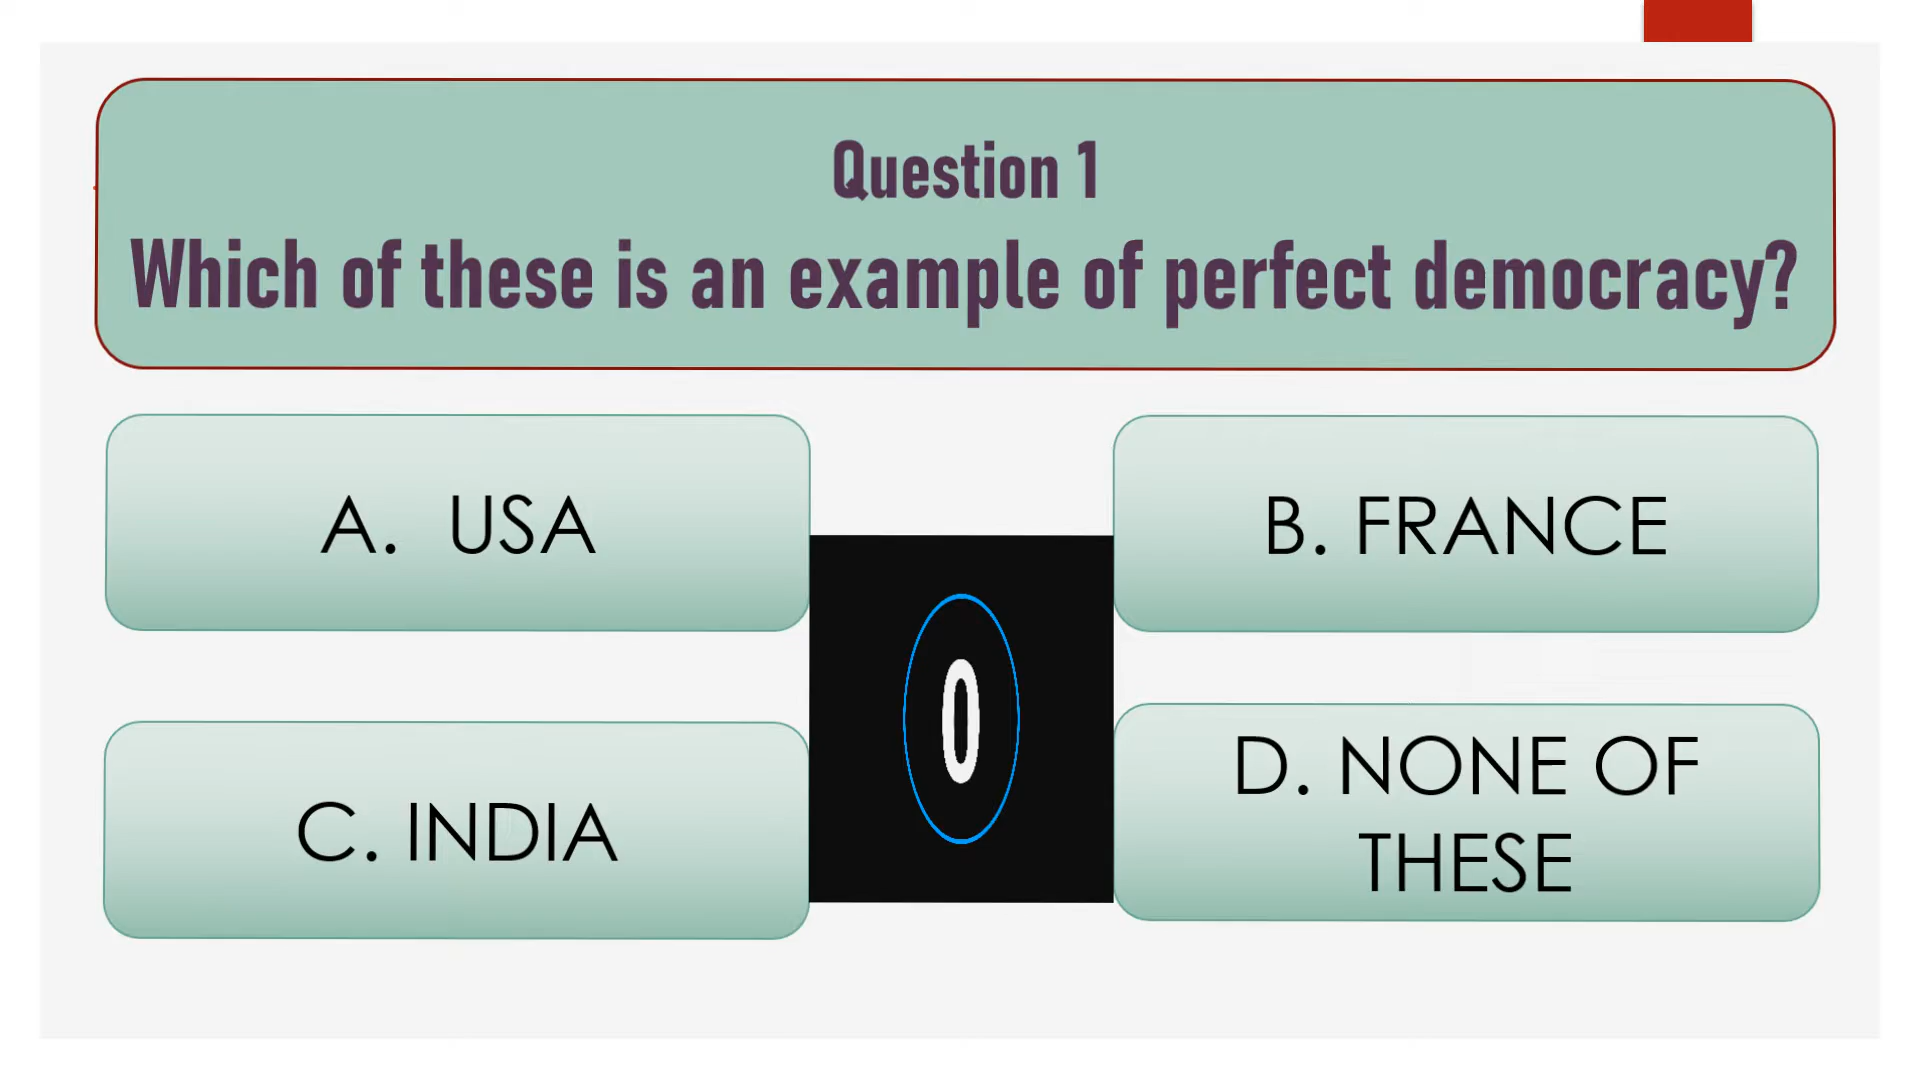 Question 1
Which of these is an example of perfect democracy?
A. USA
B. FRANCE
0
C. INDIA
D. NONE OF
THESE